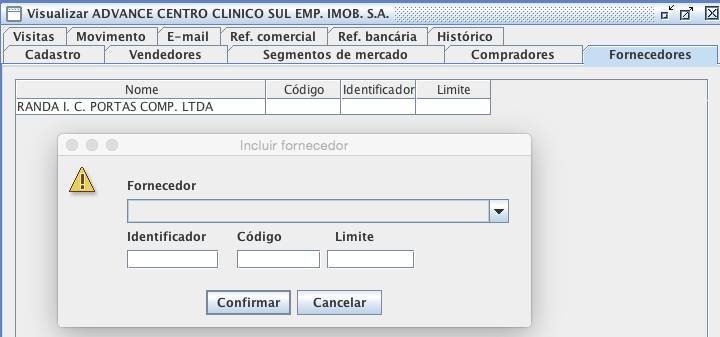 Visualizar ADVANCE CENTRO CLINICO SUL EMP. IMOB. S.A.
Visitas Movimento E-mail Ref. comercial Ref. bancária Histórico
Cadastro Vendedores Segmentos de mercado Compradores Fornecedores
Nome Código Identificador Limite
RANDA I. C. PORTAS COMP. LTDA
Incluir fornecedor
Fornecedor
Identificador Código Limite
Confirmar Cancelar